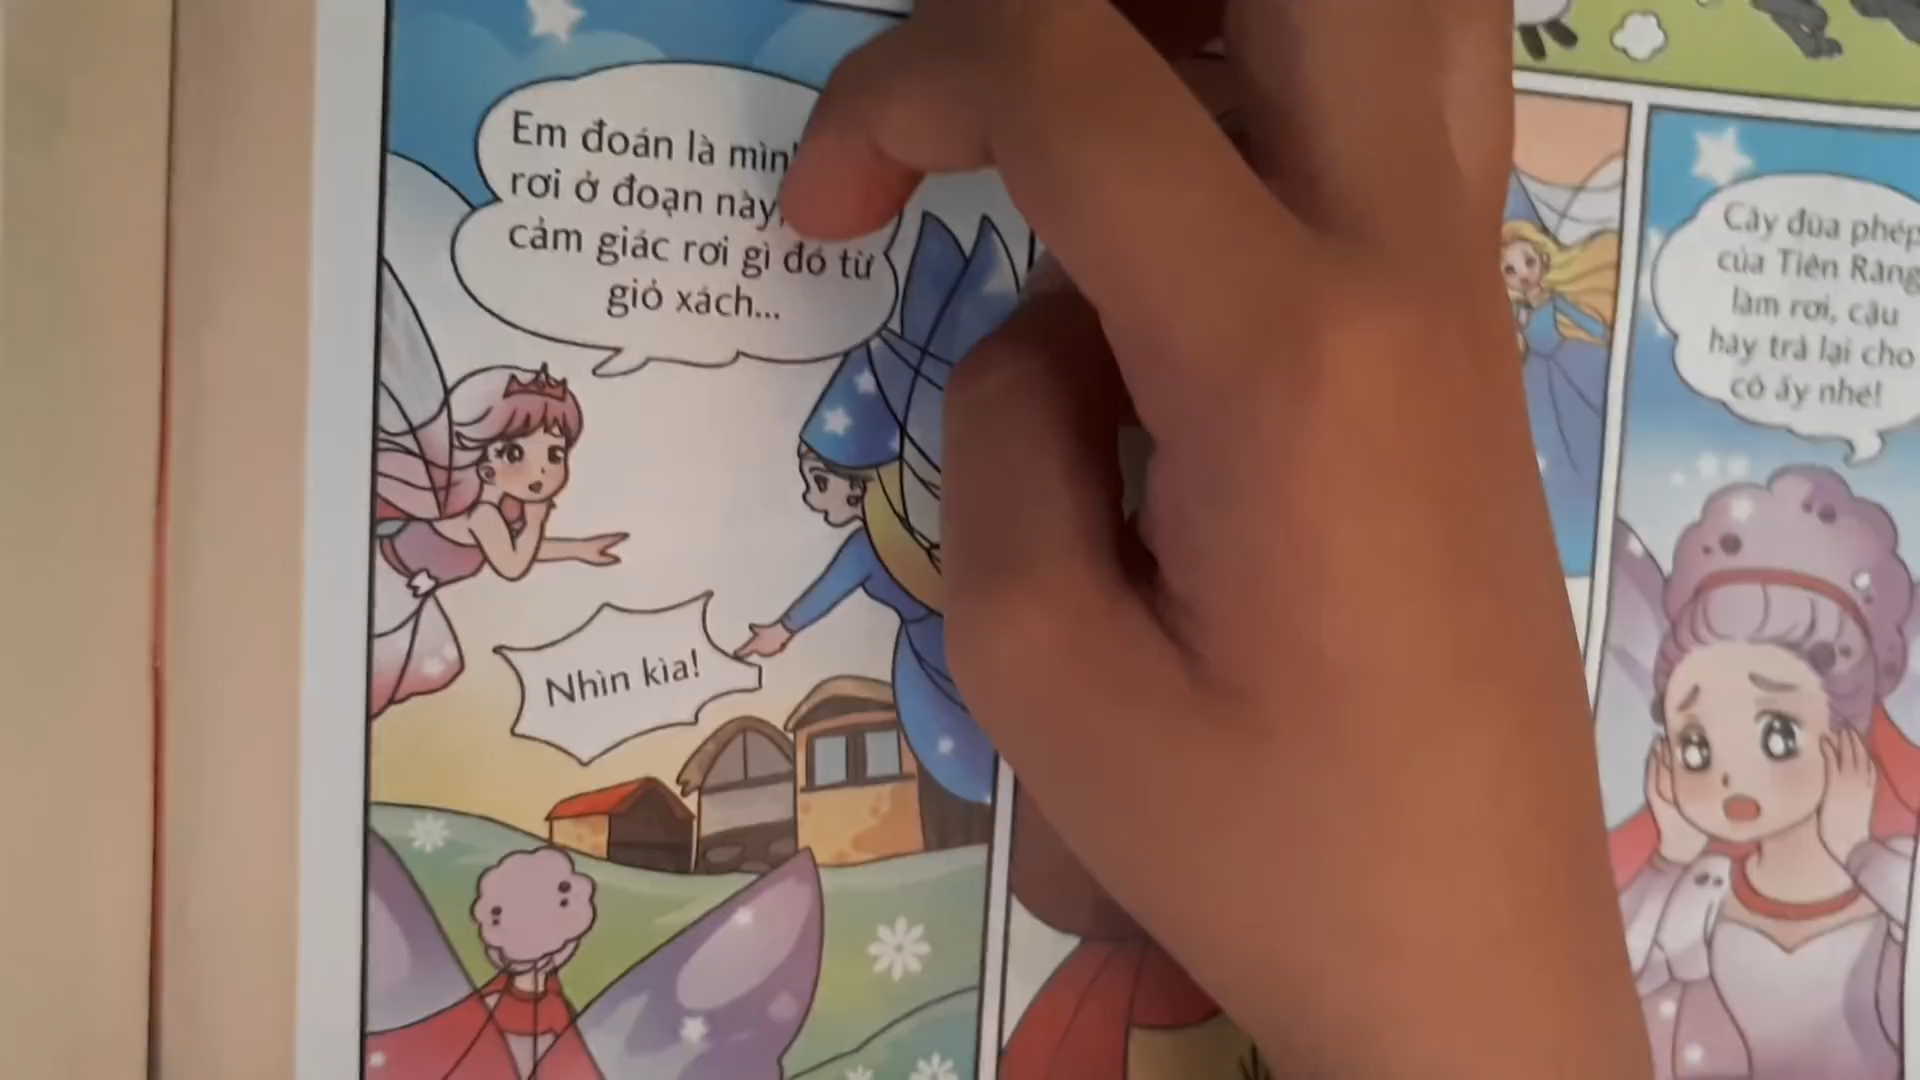 Em đoán là mình
rơi ở đoạn này,
cảm giác rơi gì đó từ
giỏ xách...
Nhìn kìa!
Cây đũa phép
của Tiên Răng
làm rơi, cậu
hãy trả lại cho
cô ấy nhé!